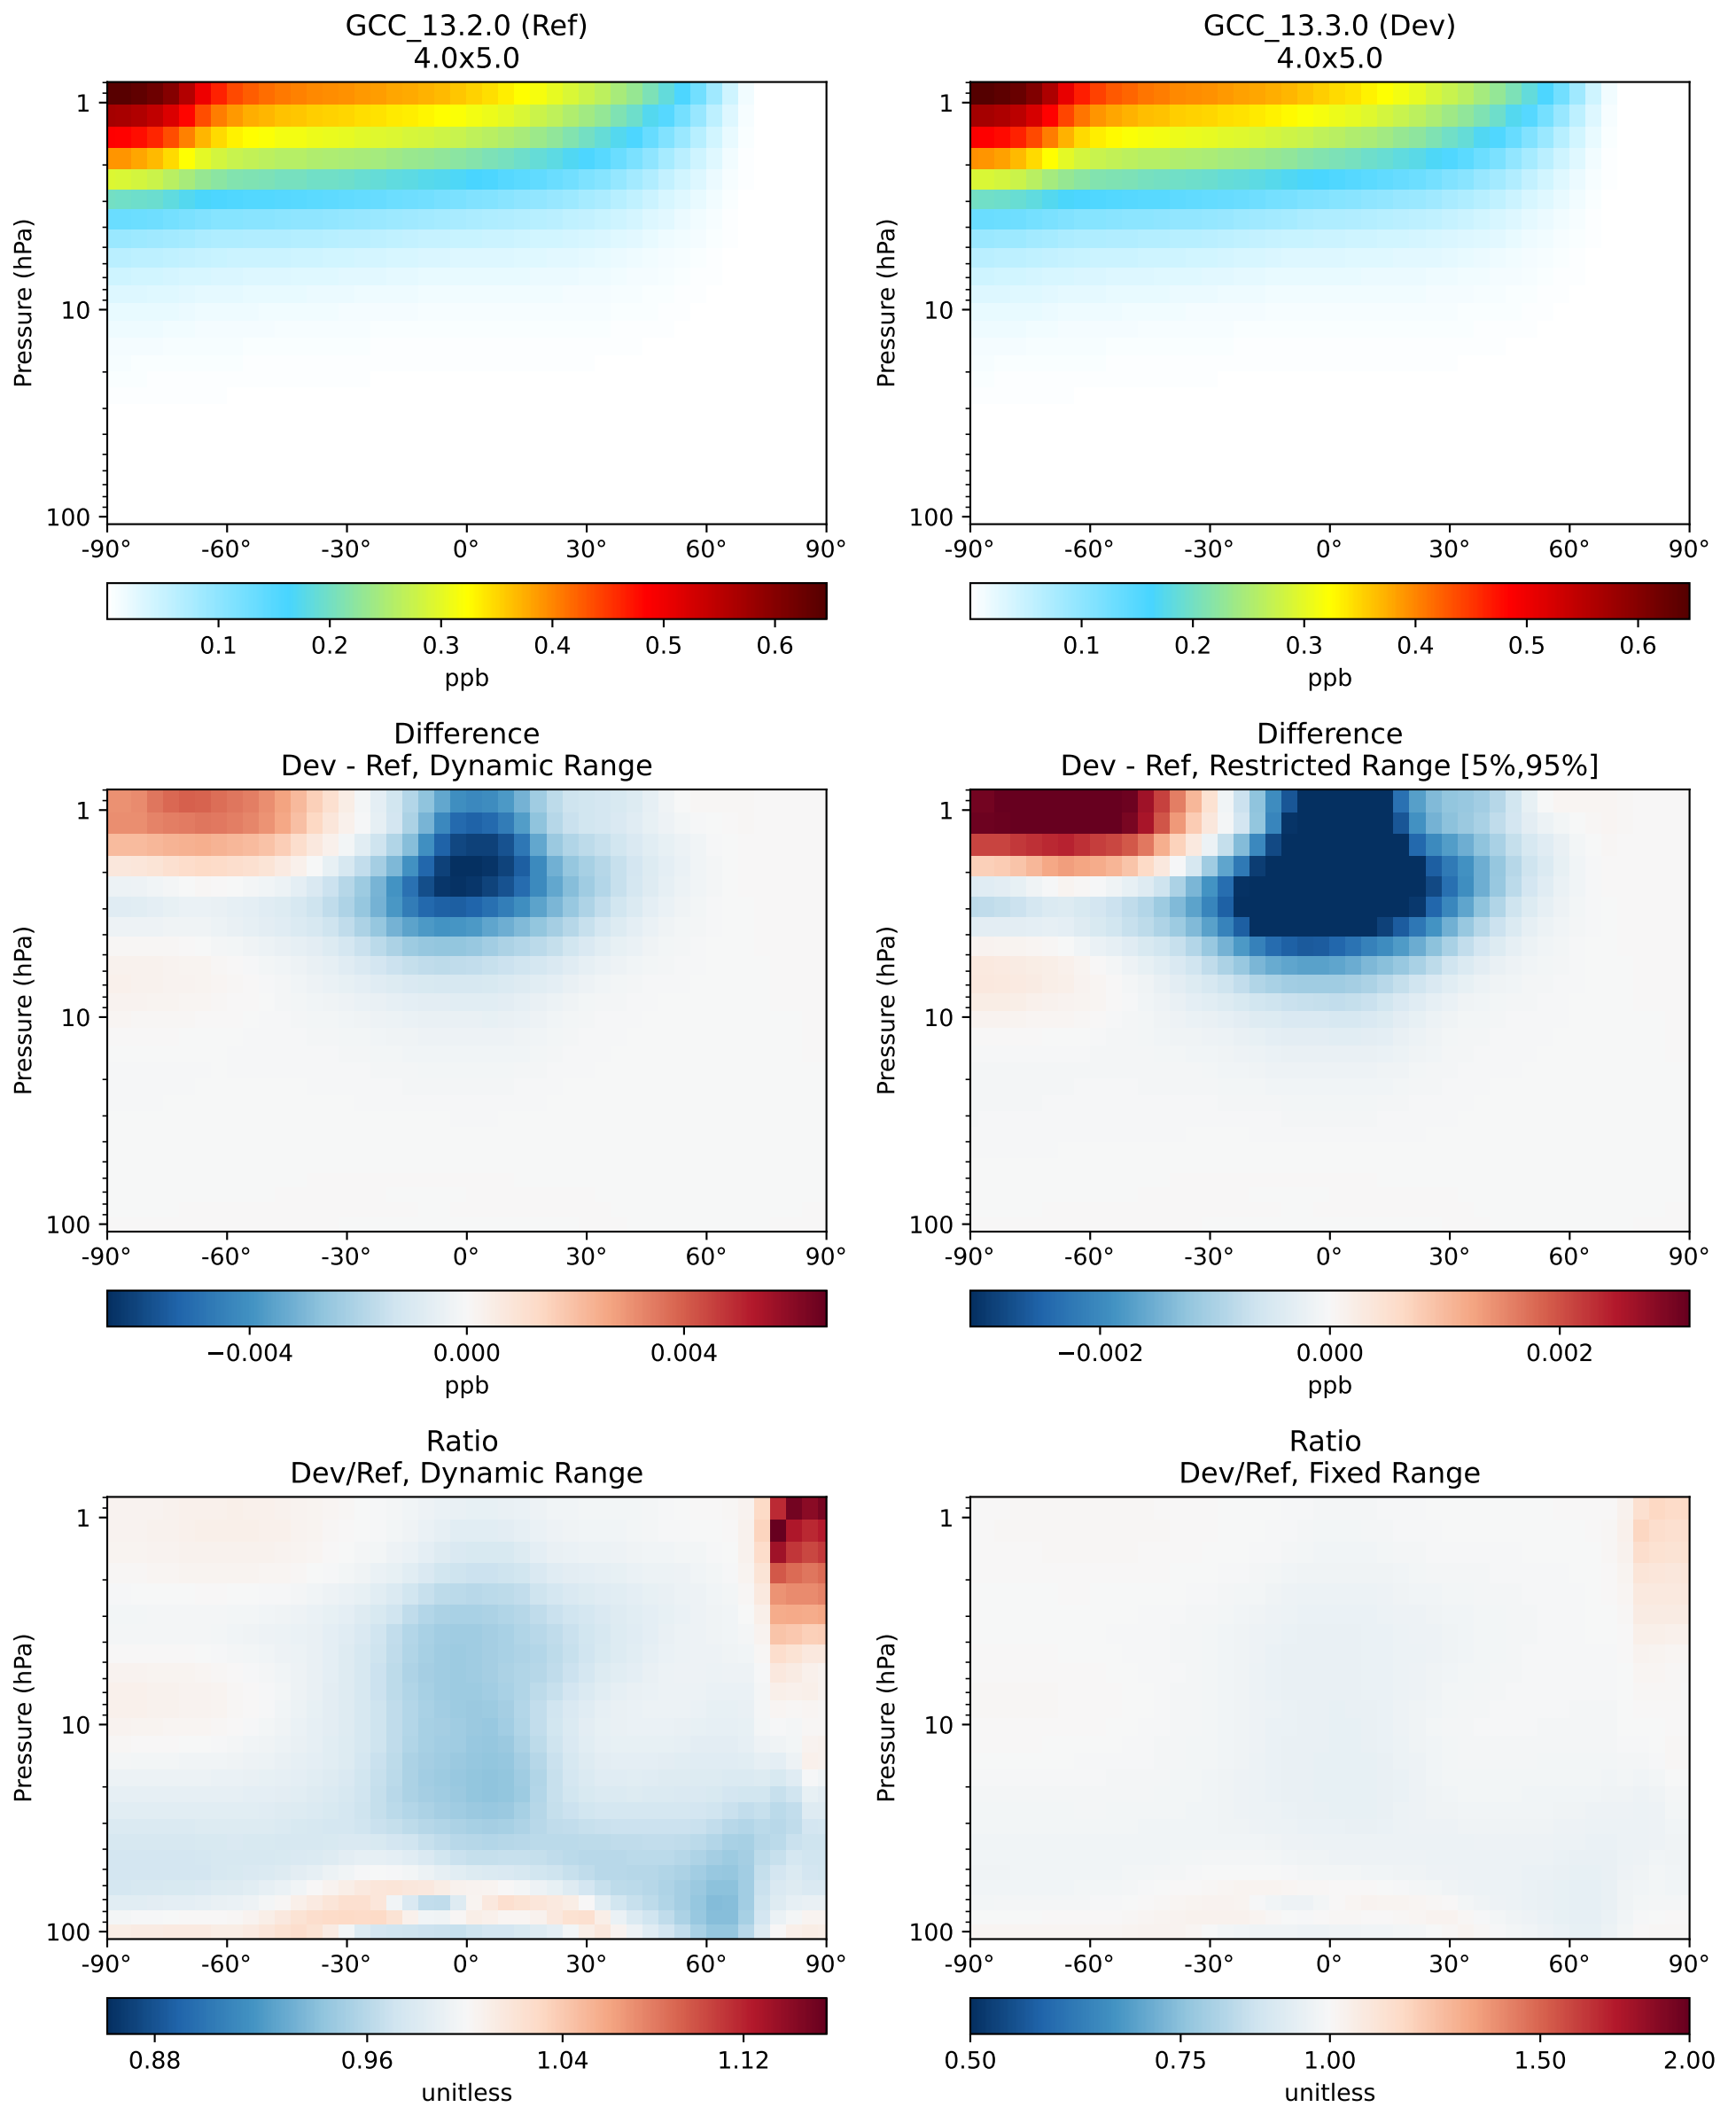 GCC_13.2.0 (Ref)
4.0x5.0
Pressure (hPa)
1
10
100
-90° -60° -30° 0° 30° 60° 90°
0.1 0.2 0.3 0.4 0.5 0.6
ppb
GCC_13.3.0 (Dev)
4.0x5.0
Pressure (hPa)
1
10
100
-90° -60° -30° 0° 30° 60° 90°
0.1 0.2 0.3 0.4 0.5 0.6
ppb
Difference
Dev - Ref, Dynamic Range
Pressure (hPa)
1
10
100
-90° -60° -30° 0° 30° 60° 90°
−0.004 0.000 0.004
ppb
Difference
Dev - Ref, Restricted Range [5%,95%]
Pressure (hPa)
1
10
100
-90° -60° -30° 0° 30° 60° 90°
−0.002 0.000 0.002
ppb
Ratio
Dev/Ref, Dynamic Range
Pressure (hPa)
1
10
100
-90° -60° -30° 0° 30° 60° 90°
0.88 0.96 1.04 1.12
unitless
Ratio
Dev/Ref, Fixed Range
Pressure (hPa)
1
10
100
-90° -60° -30° 0° 30° 60° 90°
0.50 0.75 1.00 1.50 2.00
unitless